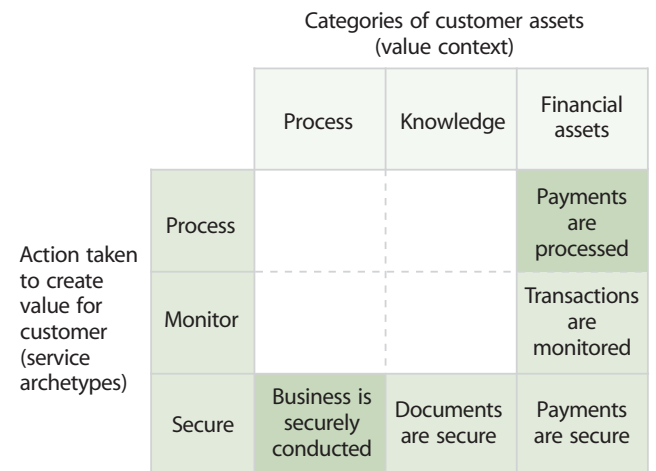 Categories of customer assets
(value context)
Process
Knowledge
Financial
assets
Action taken
to create
value for
customer
(service
archetypes)
Process
Payments
are
processed
Monitor
Transactions
are
monitored
Secure
Business is
securely
conducted
Documents
are secure
Payments
are secure